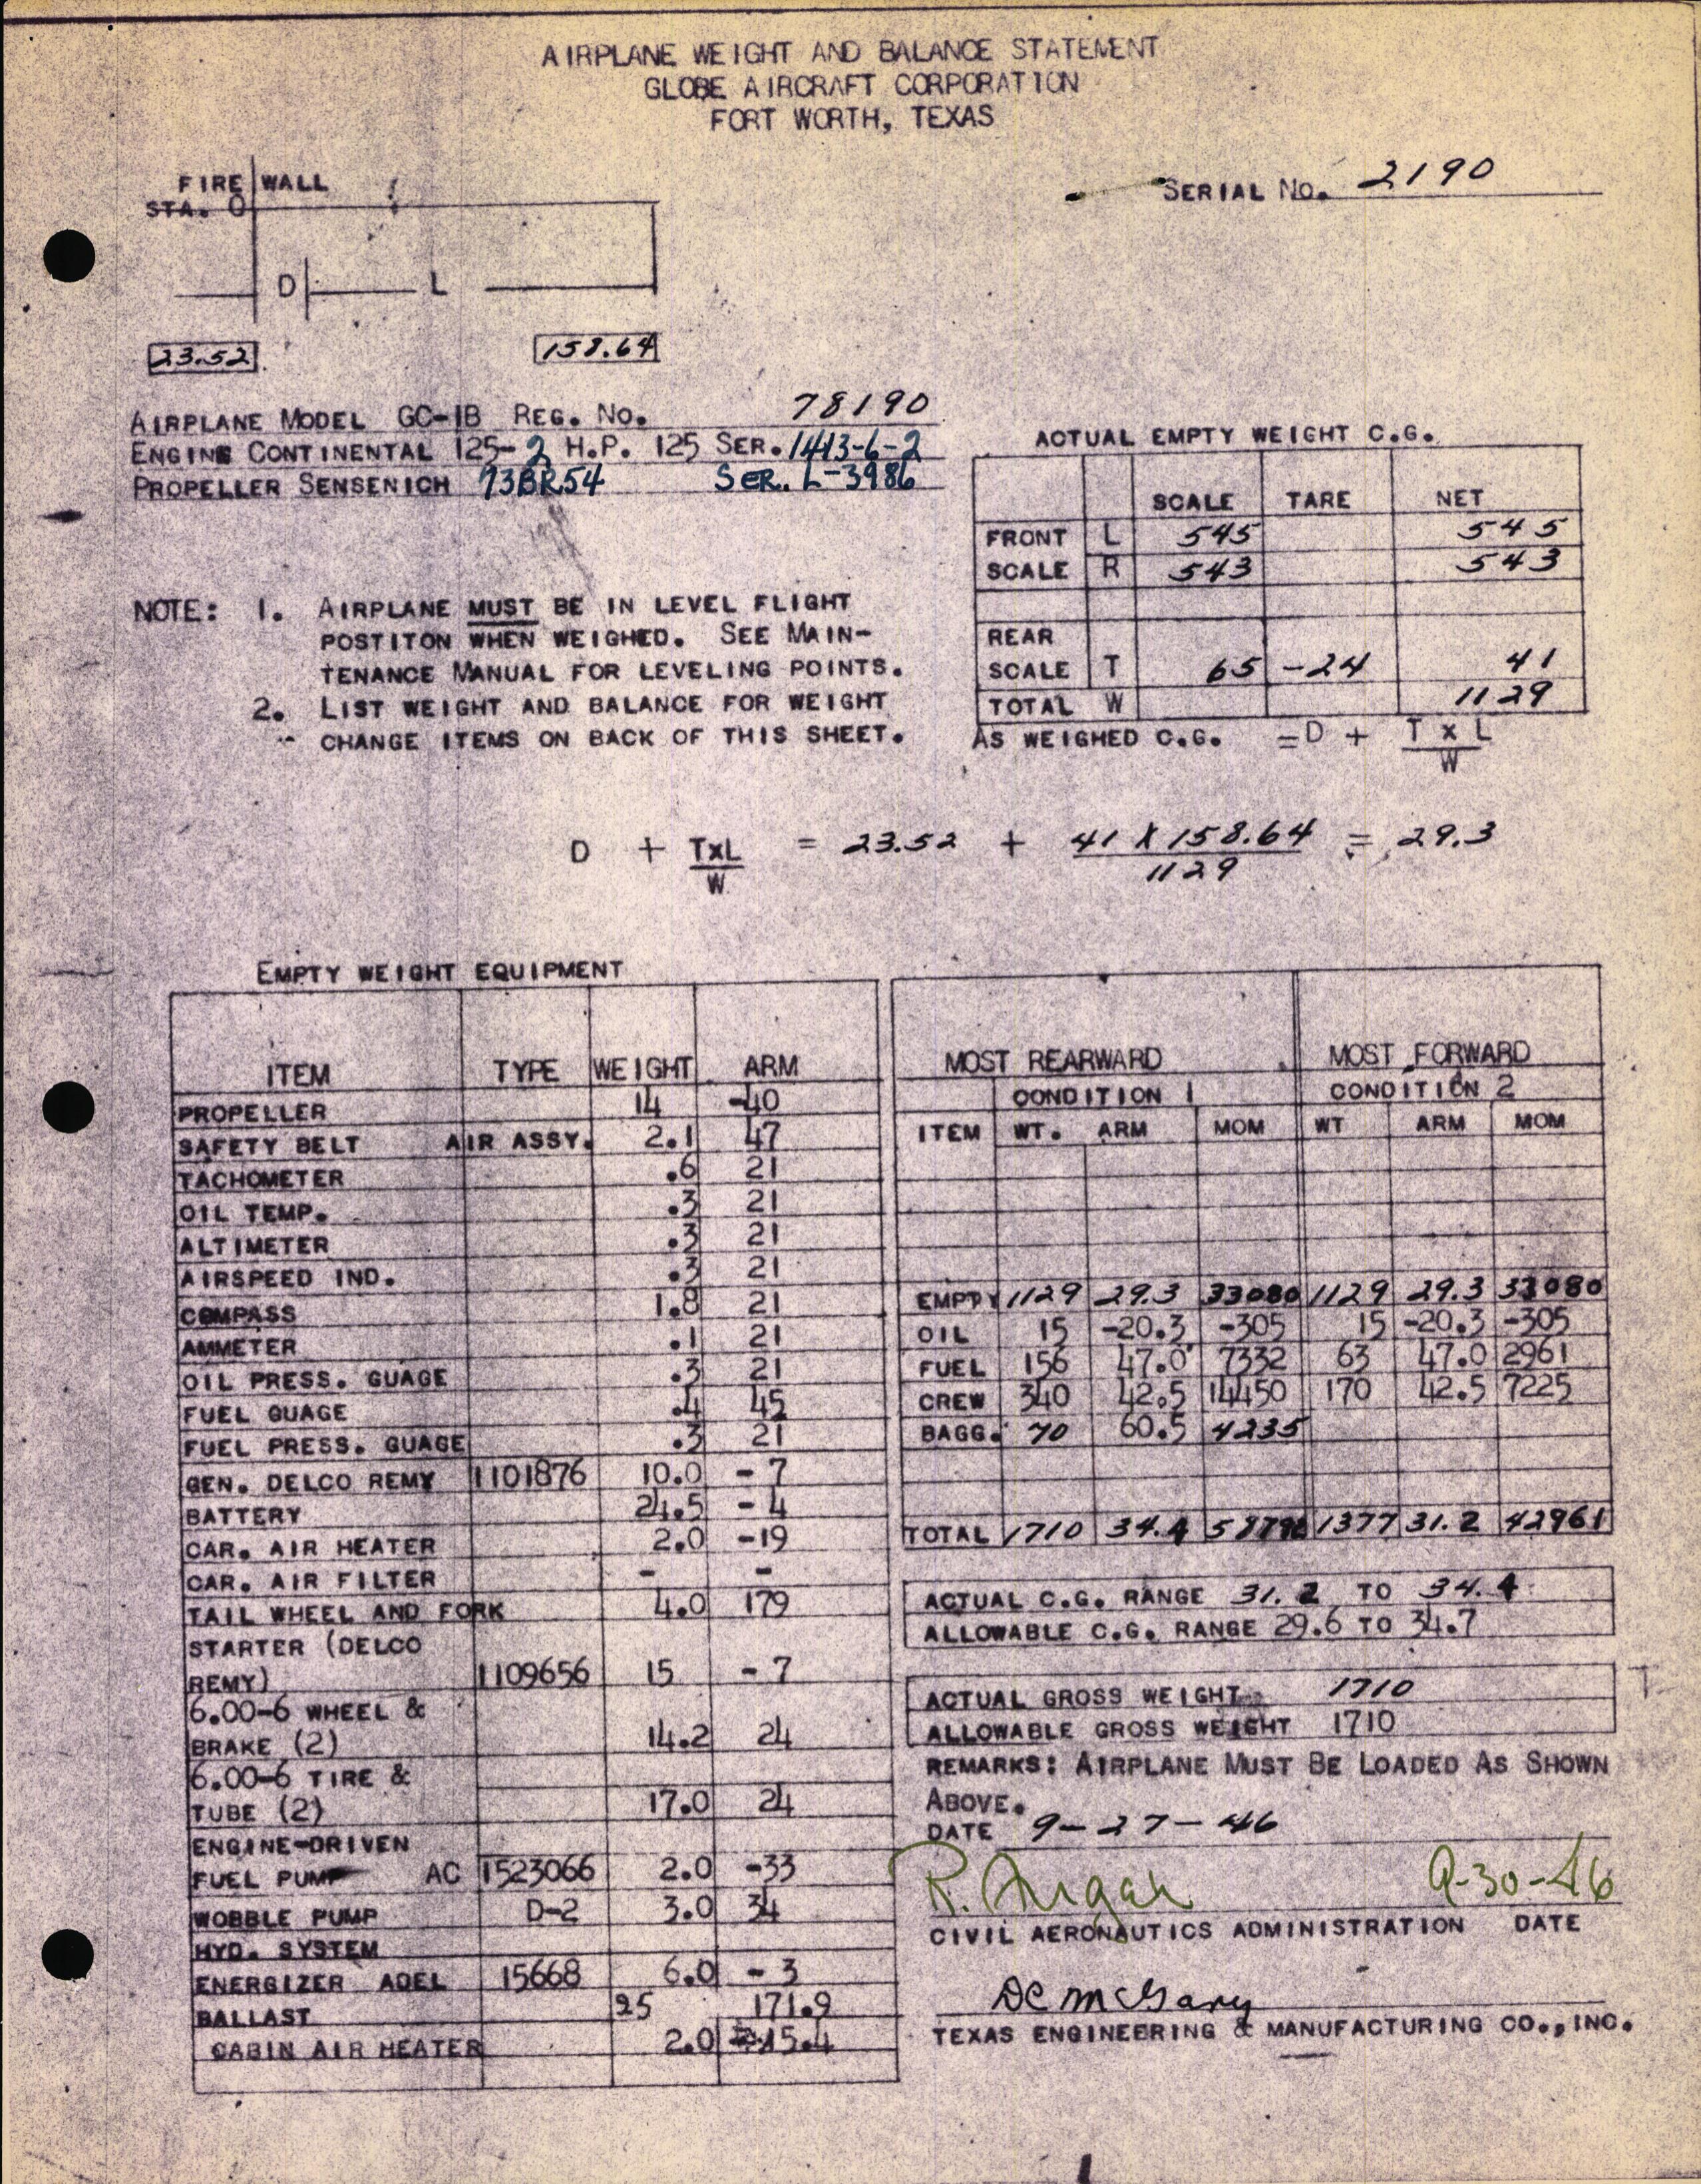 AIRPLANE WEIGHT AND BALANCE STATEMENT
GLOBE AIRCRAFT CORPORATION
FORT WORTH, TEXAS
SERIAL NO. 2190
FIRE WALL
STA. 0
D L
23.52 158.64
AIRPLANE MODEL GC-1B REG. NO. 78190
ENGINE CONTINENTAL 125-2 H.P. 125 SER. 1413-6-2
PROPELLER SENSENICH 73BR54 SER. L-3986
NOTE: 1. AIRPLANE MUST BE IN LEVEL FLIGHT
POSTITON WHEN WEIGHED. SEE MAIN-
TENANCE MANUAL FOR LEVELING POINTS.
2. LIST WEIGHT AND BALANCE FOR WEIGHT
CHANGE ITEMS ON BACK OF THIS SHEET.
ACTUAL EMPTY WEIGHT C.G.
SCALE TARE NET
FRONT L 545 545
SCALE R 543 543
REAR
SCALE T 65 -24 41
TOTAL W 1129
AS WEIGHED C.G. = D + T x L
W
D + TxL = 23.52 + 41 X 158.64 = 29.3
W 1129
EMPTY WEIGHT EQUIPMENT
ITEM TYPE WEIGHT ARM
PROPELLER 14 -40
SAFETY BELT AIR ASSY. 2.1 47
TACHOMETER .6 21
OIL TEMP. .3 21
ALTIMETER .3 21
AIRSPEED IND. .3 21
COMPASS 1.8 21
AMMETER .1 21
OIL PRESS. GUAGE .3 21
FUEL GUAGE .4 45
FUEL PRESS. GUAGE .3 21
GEN. DELCO REMY 1101876 10.0 - 7
BATTERY 24.5 - 4
CAR. AIR HEATER 2.0 -19
CAR. AIR FILTER - -
TAIL WHEEL AND FORK 4.0 179
STARTER (DELCO
REMY) 1109656 15 - 7
6.00-6 WHEEL &
BRAKE (2) 14.2 24
6.00-6 TIRE &
TUBE (2) 17.0 24
ENGINE-DRIVEN
FUEL PUMP AC 1523066 2.0 -33
WOBBLE PUMP D-2 3.0 34
HYD. SYSTEM
ENERGIZER ADEL 15668 6.0 - 3
BALLAST 25 171.9
CABIN AIR HEATER 2.0 15.4
MOST REARWARD MOST FORWARD
CONDITION 1 CONDITION 2
ITEM WT. ARM MOM WT ARM MOM
EMPTY 1129 29.3 33080 1129 29.3 33080
OIL 15 -20.3 -305 15 -20.3 -305
FUEL 156 47.0 7332 63 47.0 2961
CREW 340 42.5 14450 170 42.5 7225
BAGG. 70 60.5 4235
TOTAL 1710 34.4 1377 31.2 42961
ACTUAL C.G. RANGE 31.2 TO 34.4
ALLOWABLE C.G. RANGE 29.6 TO 34.7
ACTUAL GROSS WEIGHT 1710
ALLOWABLE GROSS WEIGHT 1710
REMARKS: AIRPLANE MUST BE LOADED AS SHOWN
ABOVE.
DATE 9-27-46
R. 9-30-46
CIVIL AERONAUTICS ADMINISTRATION DATE
DC McGary
TEXAS ENGINEERING & MANUFACTURING CO., INC.
1